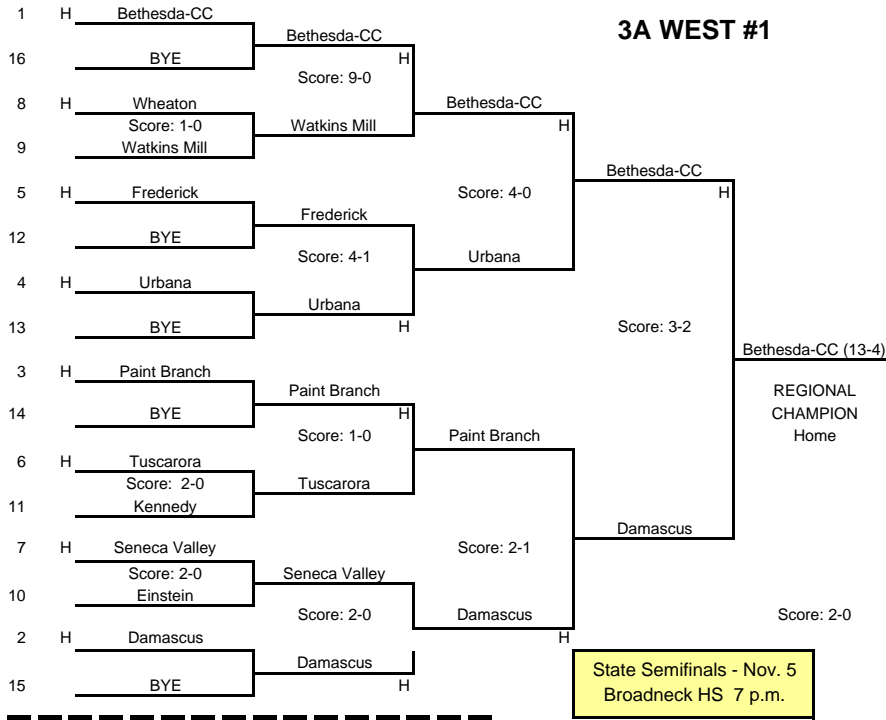 3A WEST #1
1 H Bethesda-CC
Bethesda-CC
16 BYE H
Score: 9-0
8 H Wheaton Bethesda-CC
Score: 1-0 Watkins Mill H
9 Watkins Mill
Bethesda-CC
5 H Frederick Score: 4-0 H
Frederick
12 BYE
Score: 4-1 Urbana
4 H Urbana
Urbana
13 BYE H Score: 3-2
Bethesda-CC (13-4)
3 H Paint Branch
Paint Branch REGIONAL
14 BYE H CHAMPION
Score: 1-0 Paint Branch Home
6 H Tuscarora
Score: 2-0 Tuscarora
11 Kennedy
Damascus
7 H Seneca Valley Score: 2-1
Score: 2-0 Seneca Valley
10 Einstein
Score: 2-0 Damascus Score: 2-0
2 H Damascus H
Damascus
15 BYE H
State Semifinals - Nov. 5
Broadneck HS 7 p.m.